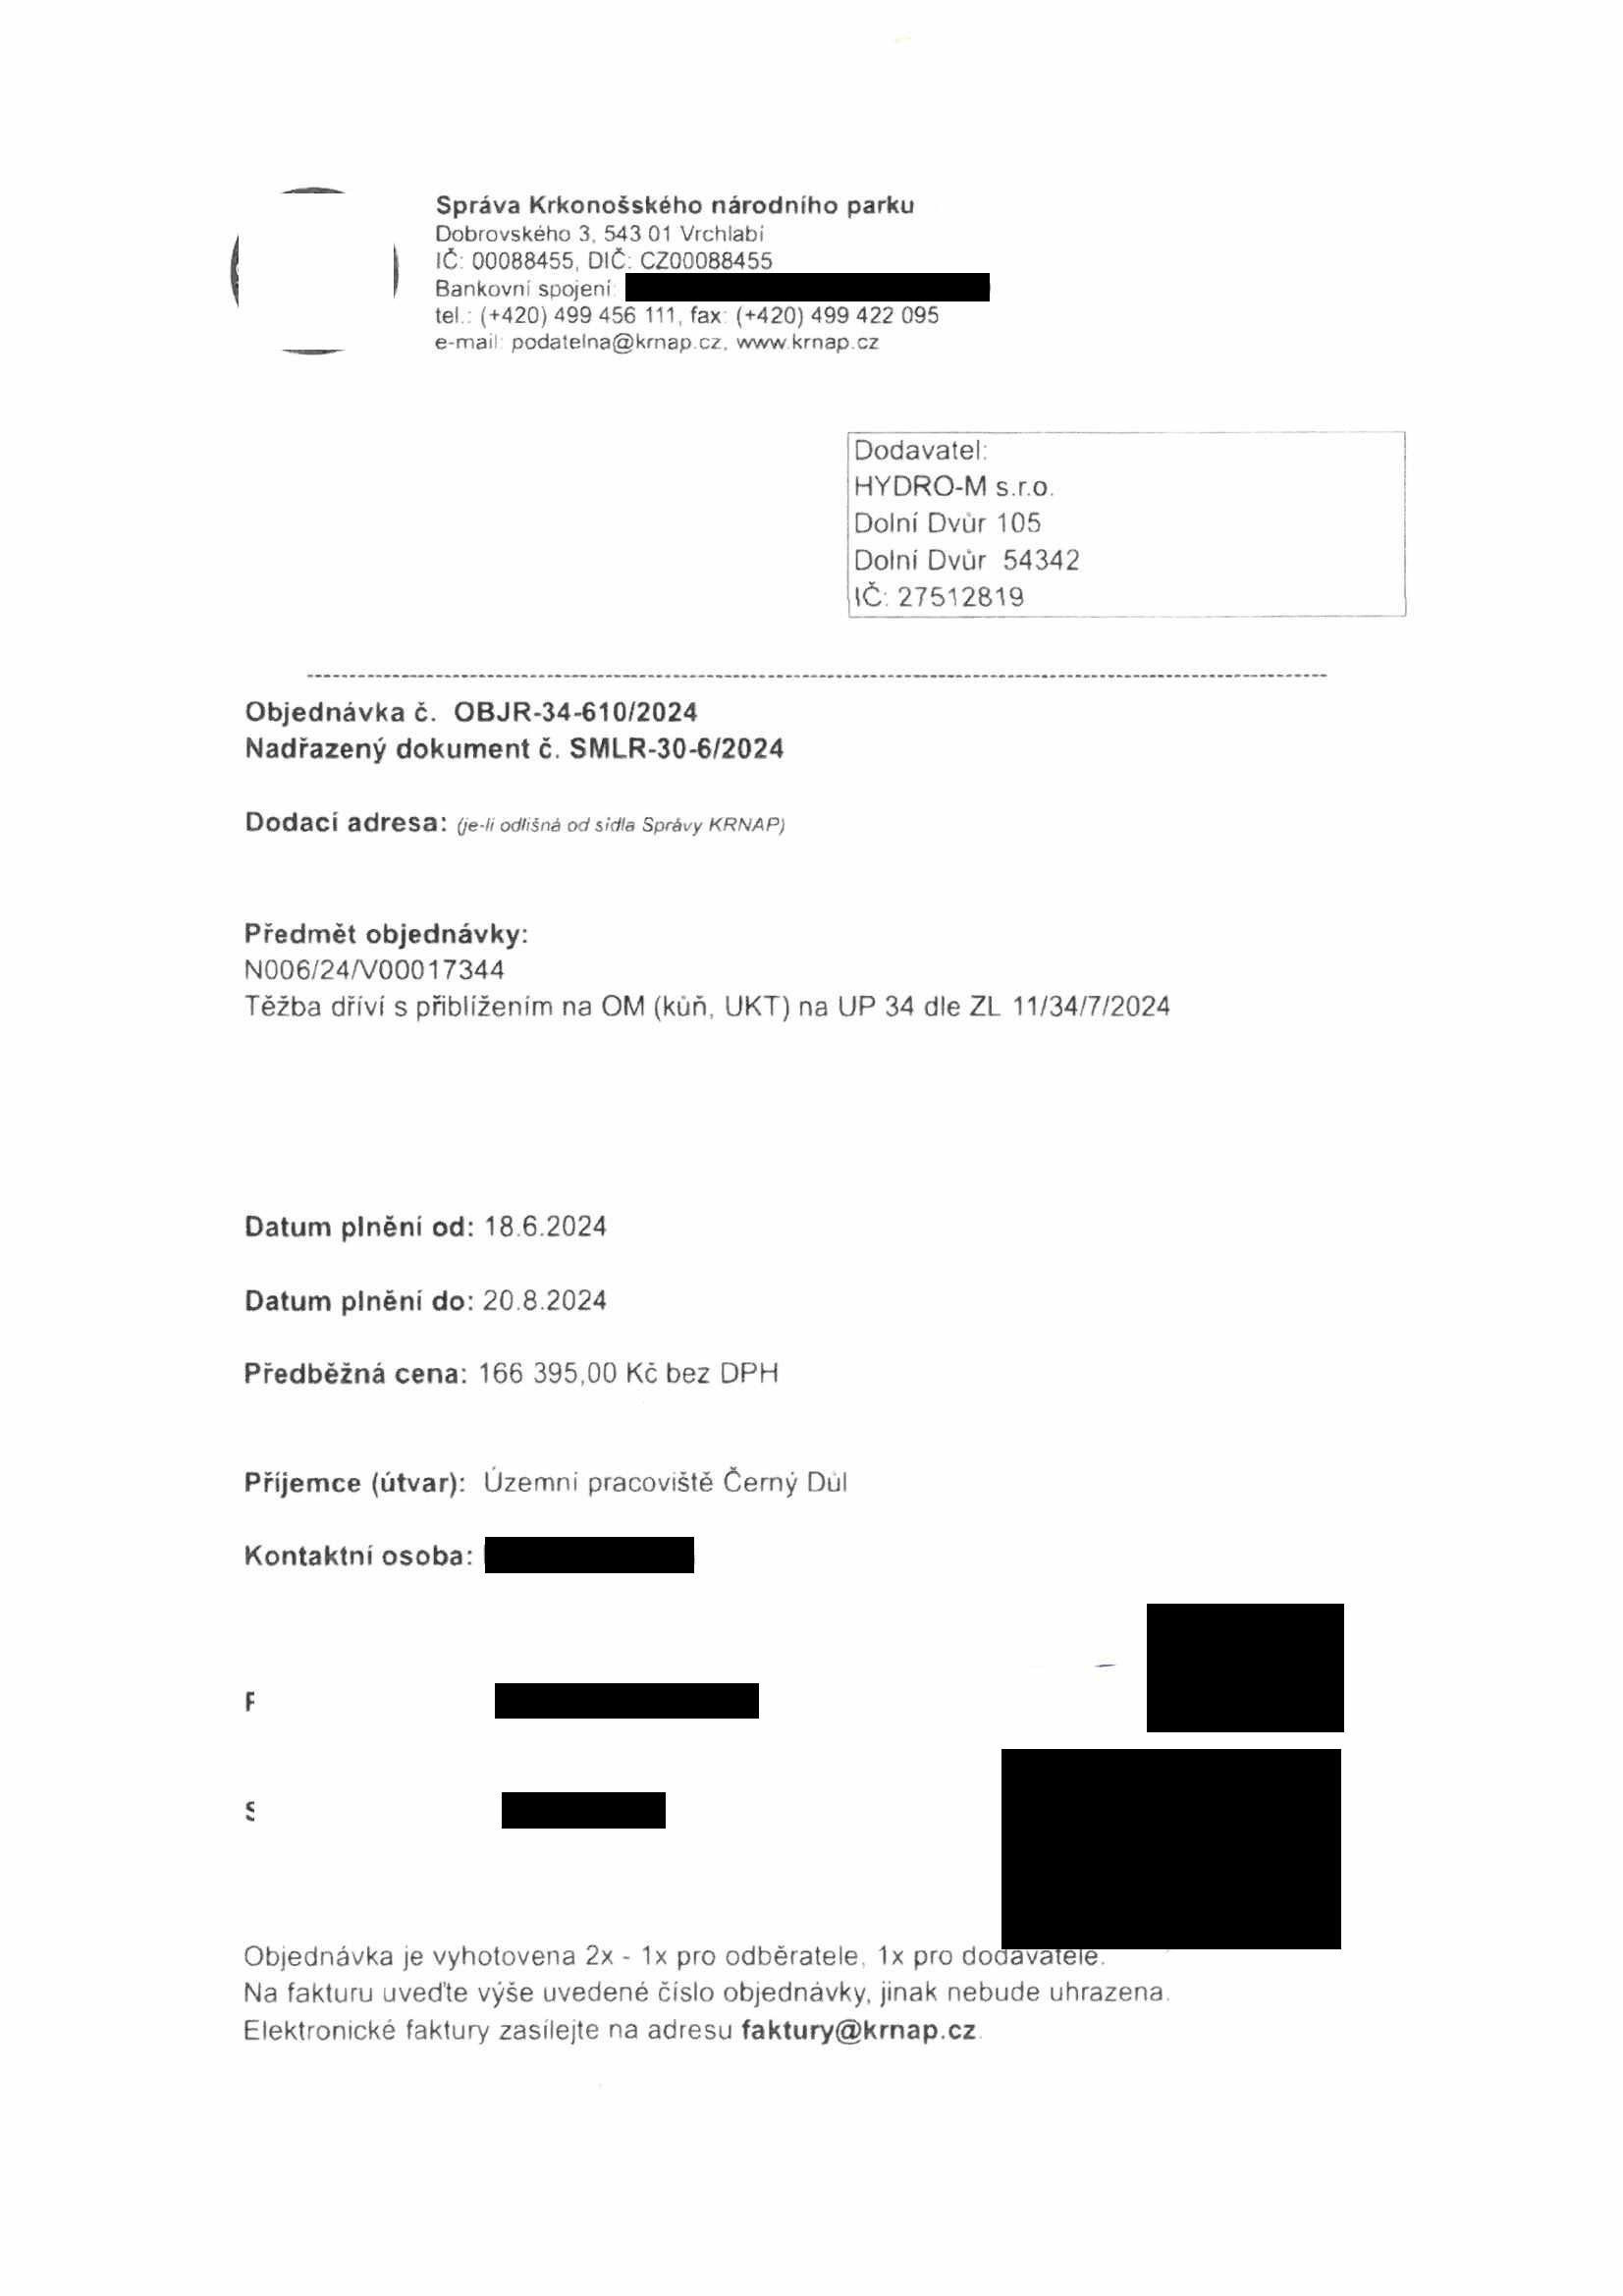 Správa Krkonošského národního parku
Dobrovského 3, 543 01 Vrchlabí
IČ: 00088455, DIČ: CZ00088455
Bankovní spojení:
tel.: (+420) 499 456 111, fax: (+420) 499 422 095
e-mail: podatelna@krnap.cz, www.krnap.cz
Dodavatel:
HYDRO-M s.r.o.
Dolní Dvůr 105
Dolní Dvůr 54342
IČ: 27512819
Objednávka č. OBJR-34-610/2024
Nadřazený dokument č. SMLR-30-6/2024
Dodací adresa: (je-li odlišná od sídla Správy KRNAP)
Předmět objednávky:
N006/24/V00017344
Těžba dříví s přiblížením na OM (kůň, UKT) na UP 34 dle ZL 11/34/7/2024
Datum plnění od: 18.6.2024
Datum plnění do: 20.8.2024
Předběžná cena: 166 395,00 Kč bez DPH
Příjemce (útvar): Územní pracoviště Černý Důl
Kontaktní osoba:
Objednávka je vyhotovena 2x - 1x pro odběratele, 1x pro dodavatele.
Na fakturu uveďte výše uvedené číslo objednávky, jinak nebude uhrazena.
Elektronické faktury zasílejte na adresu faktury@krnap.cz.